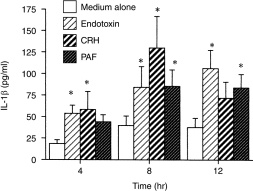 175
150
125
100
75
50
25
0
IL-1β (pg/ml)
Medium alone
Endotoxin
CRH
PAF
* *
* * *
* *
4 8 12
Time (hr)